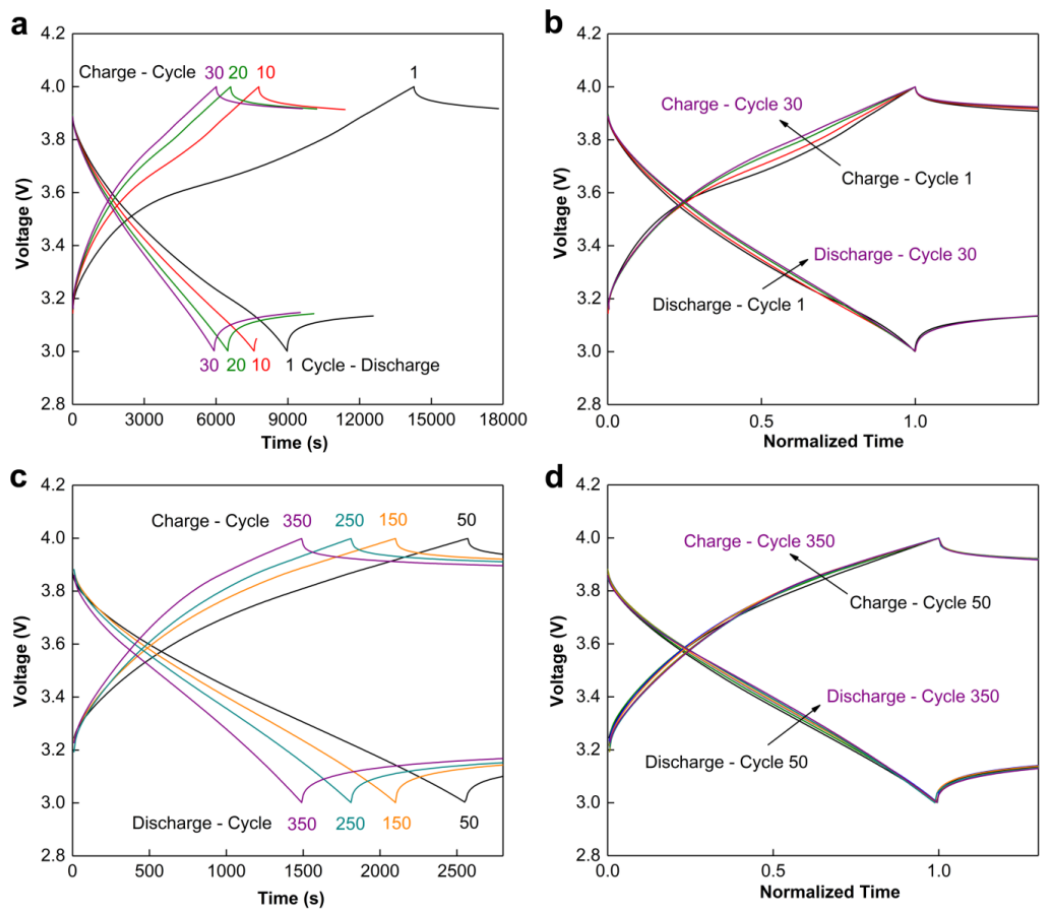 a
4.2
4.0
3.8
3.6
3.4
3.2
3.0
2.8
Voltage (V)
Charge - Cycle 30 20 10 1
30 20 10 1 Cycle - Discharge
0 3000 6000 9000 12000 15000 18000
Time (s)
b
4.2
4.0
3.8
3.6
3.4
3.2
3.0
2.8
Voltage (V)
Charge - Cycle 30
Charge - Cycle 1
Discharge - Cycle 30
Discharge - Cycle 1
0.0 0.5 1.0
Normalized Time
c
4.2
4.0
3.8
3.6
3.4
3.2
3.0
2.8
Voltage (V)
Charge - Cycle 350 250 150 50
Discharge - Cycle 350 250 150 50
0 500 1000 1500 2000 2500
Time (s)
d
4.2
4.0
3.8
3.6
3.4
3.2
3.0
2.8
Voltage (V)
Charge - Cycle 350
Charge - Cycle 50
Discharge - Cycle 350
Discharge - Cycle 50
0.0 0.5 1.0
Normalized Time